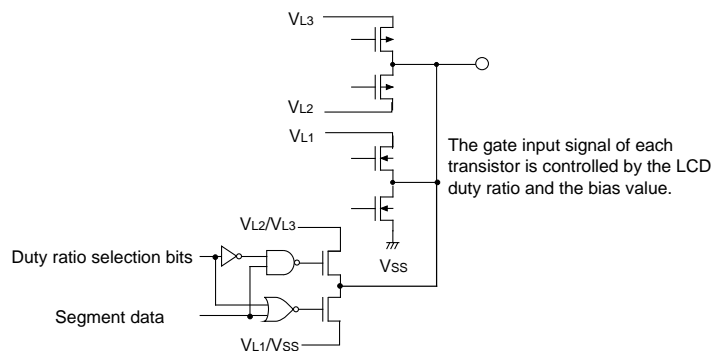 VL3
VL2
VL1
The gate input signal of each
transistor is controlled by the LCD
duty ratio and the bias value.
VL2/VL3
VSS
Duty ratio selection bits
Segment data
VL1/VSS